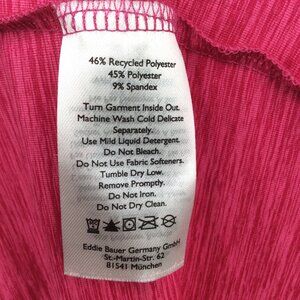 46% Recycled Polyester
45% Polyester
9% Spandex
Turn Garment Inside Out.
Machine Wash Cold Delicate
Separately.
Use Mild Liquid Detergent.
Do Not Bleach.
Do Not Use Fabric Softeners.
Tumble Dry Low.
Remove Promptly.
Do Not Iron.
Do Not Dry Clean.
Eddie Bauer Germany GmbH
St.-Martin-Str. 62
81541 München